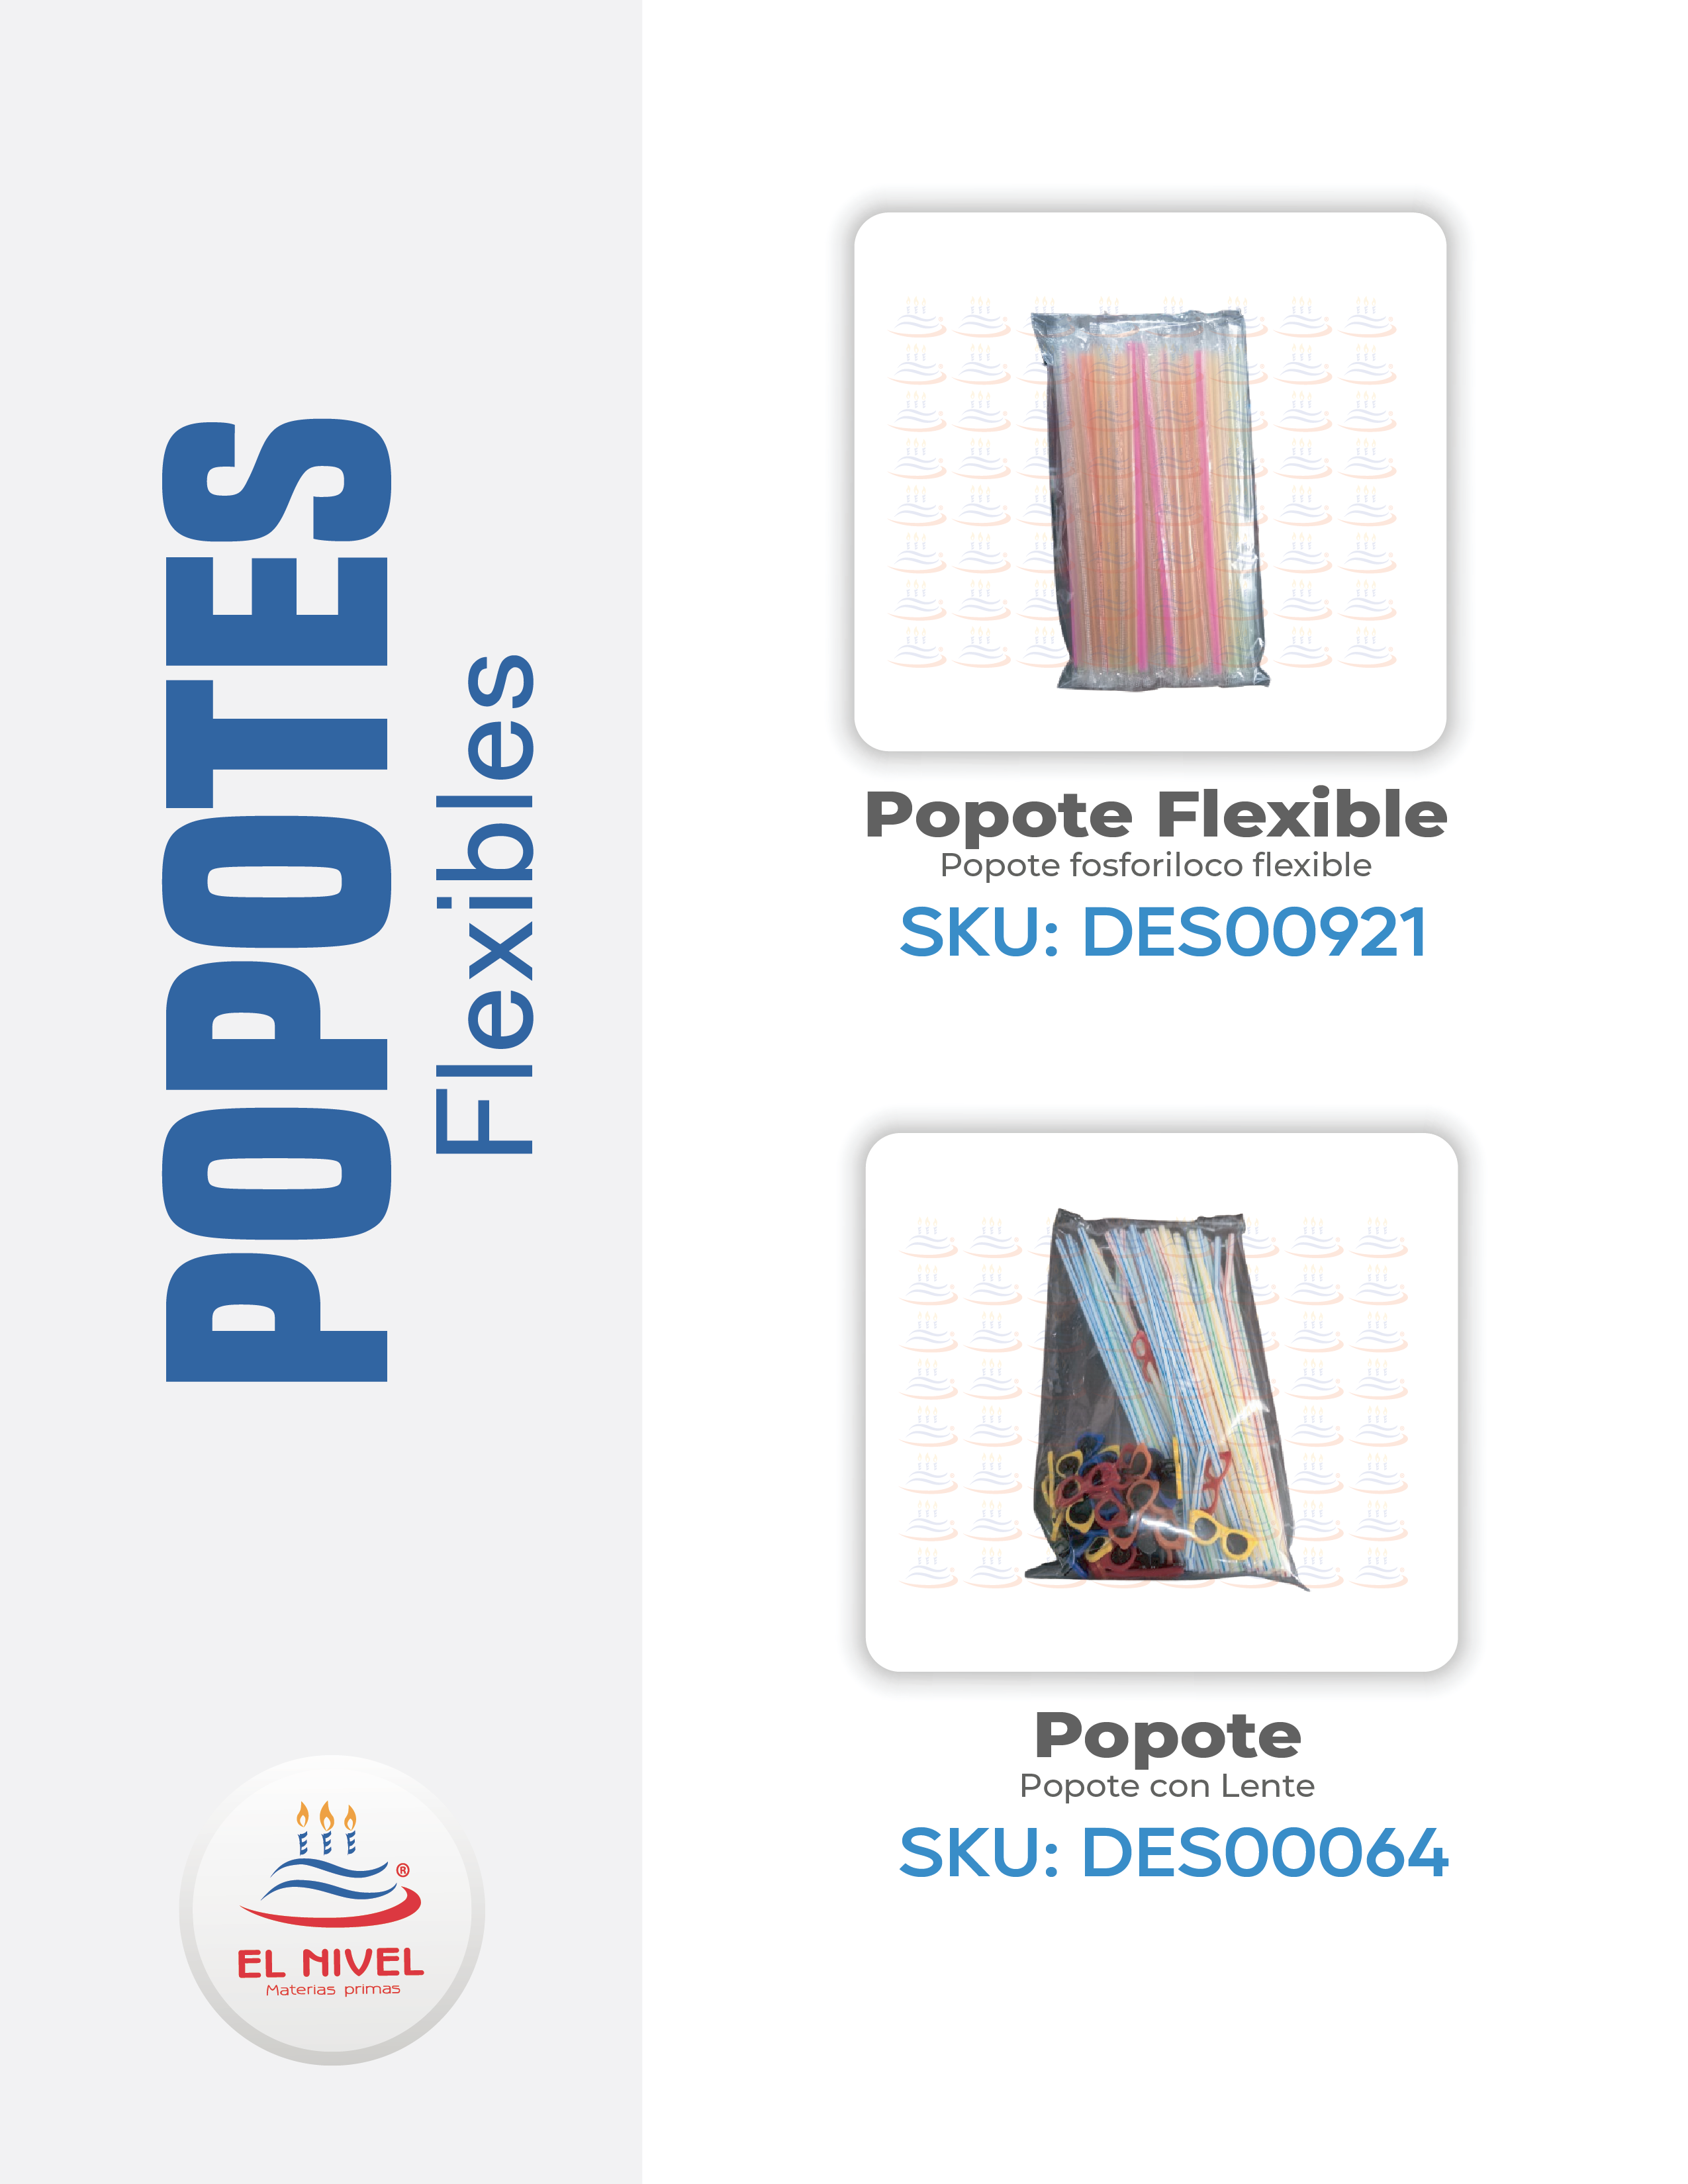 POPOTES
Flexibles
Popote Flexible
Popote fosforiloco flexible
SKU: DES00921
Popote
Popote con Lente
SKU: DES00064
®
EL NIVEL
Materias primas